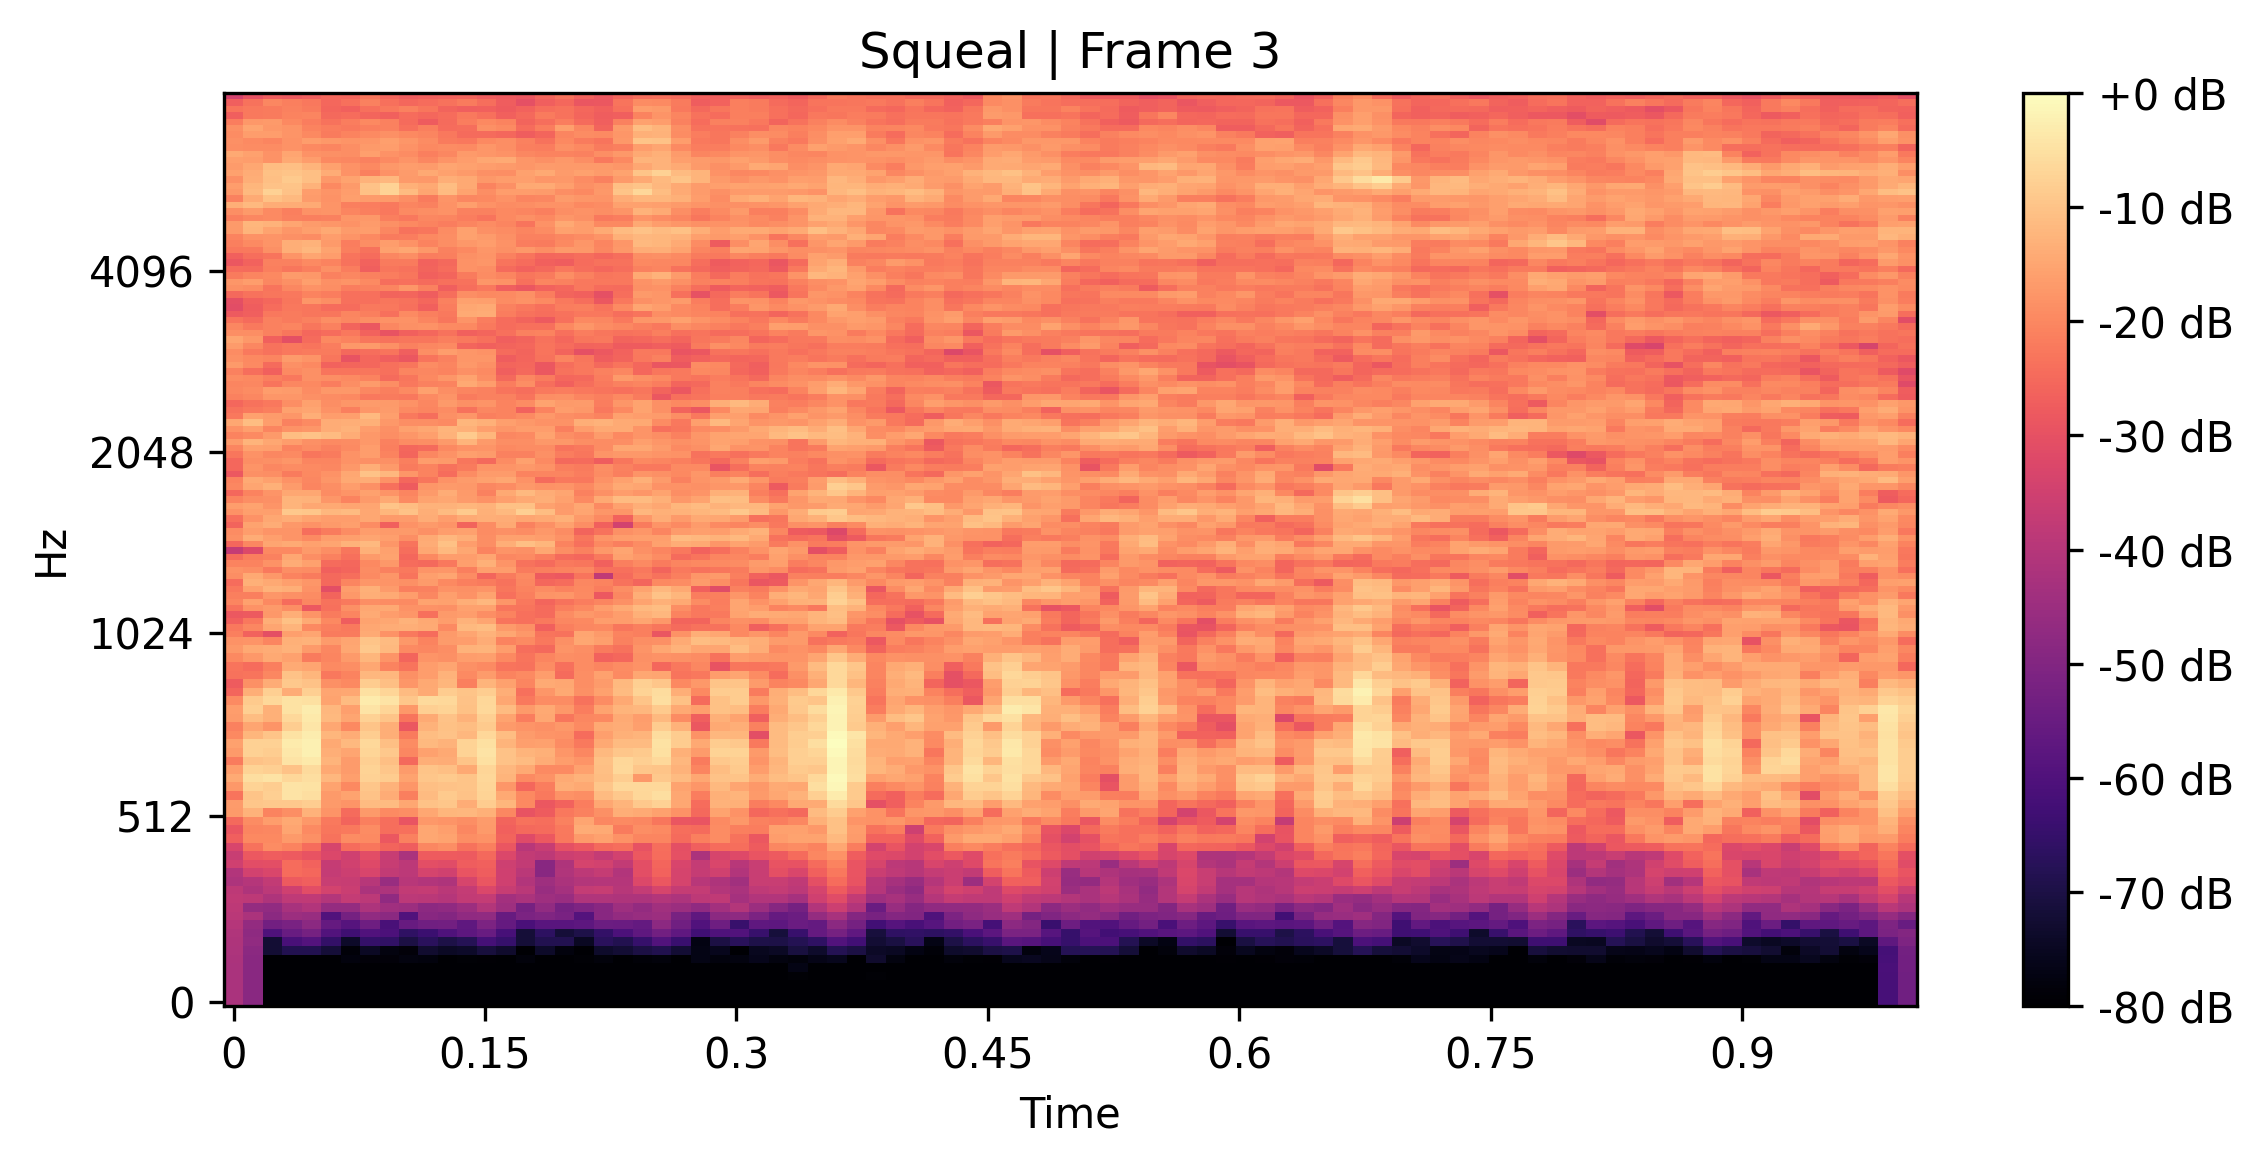 Squeal | Frame 3
+0 dB
-10 dB
-20 dB
-30 dB
-40 dB
-50 dB
-60 dB
-70 dB
-80 dB
Hz
4096
2048
1024
512
0
0 0.15 0.3 0.45 0.6 0.75 0.9
Time